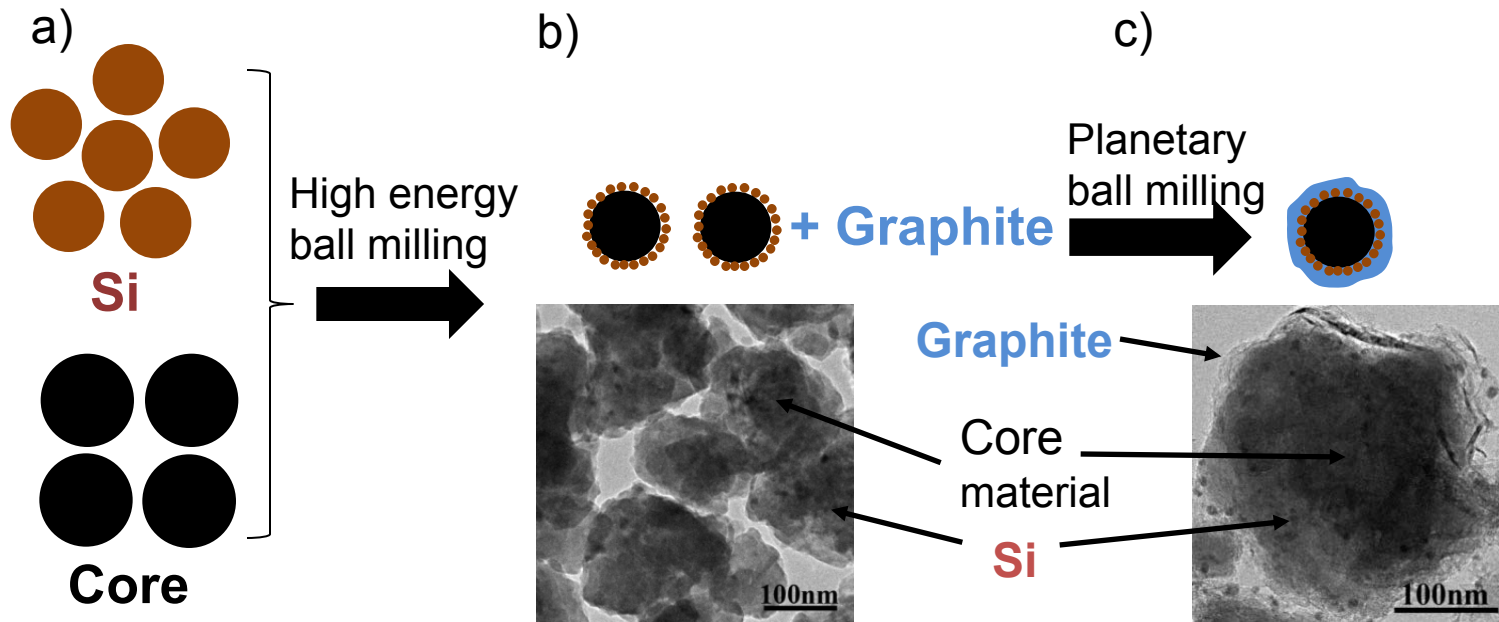 a)
Si
Core
High energy
ball milling
b)
+ Graphite
Planetary
ball milling
c)
Graphite
Core
material
Si
100nm
100nm